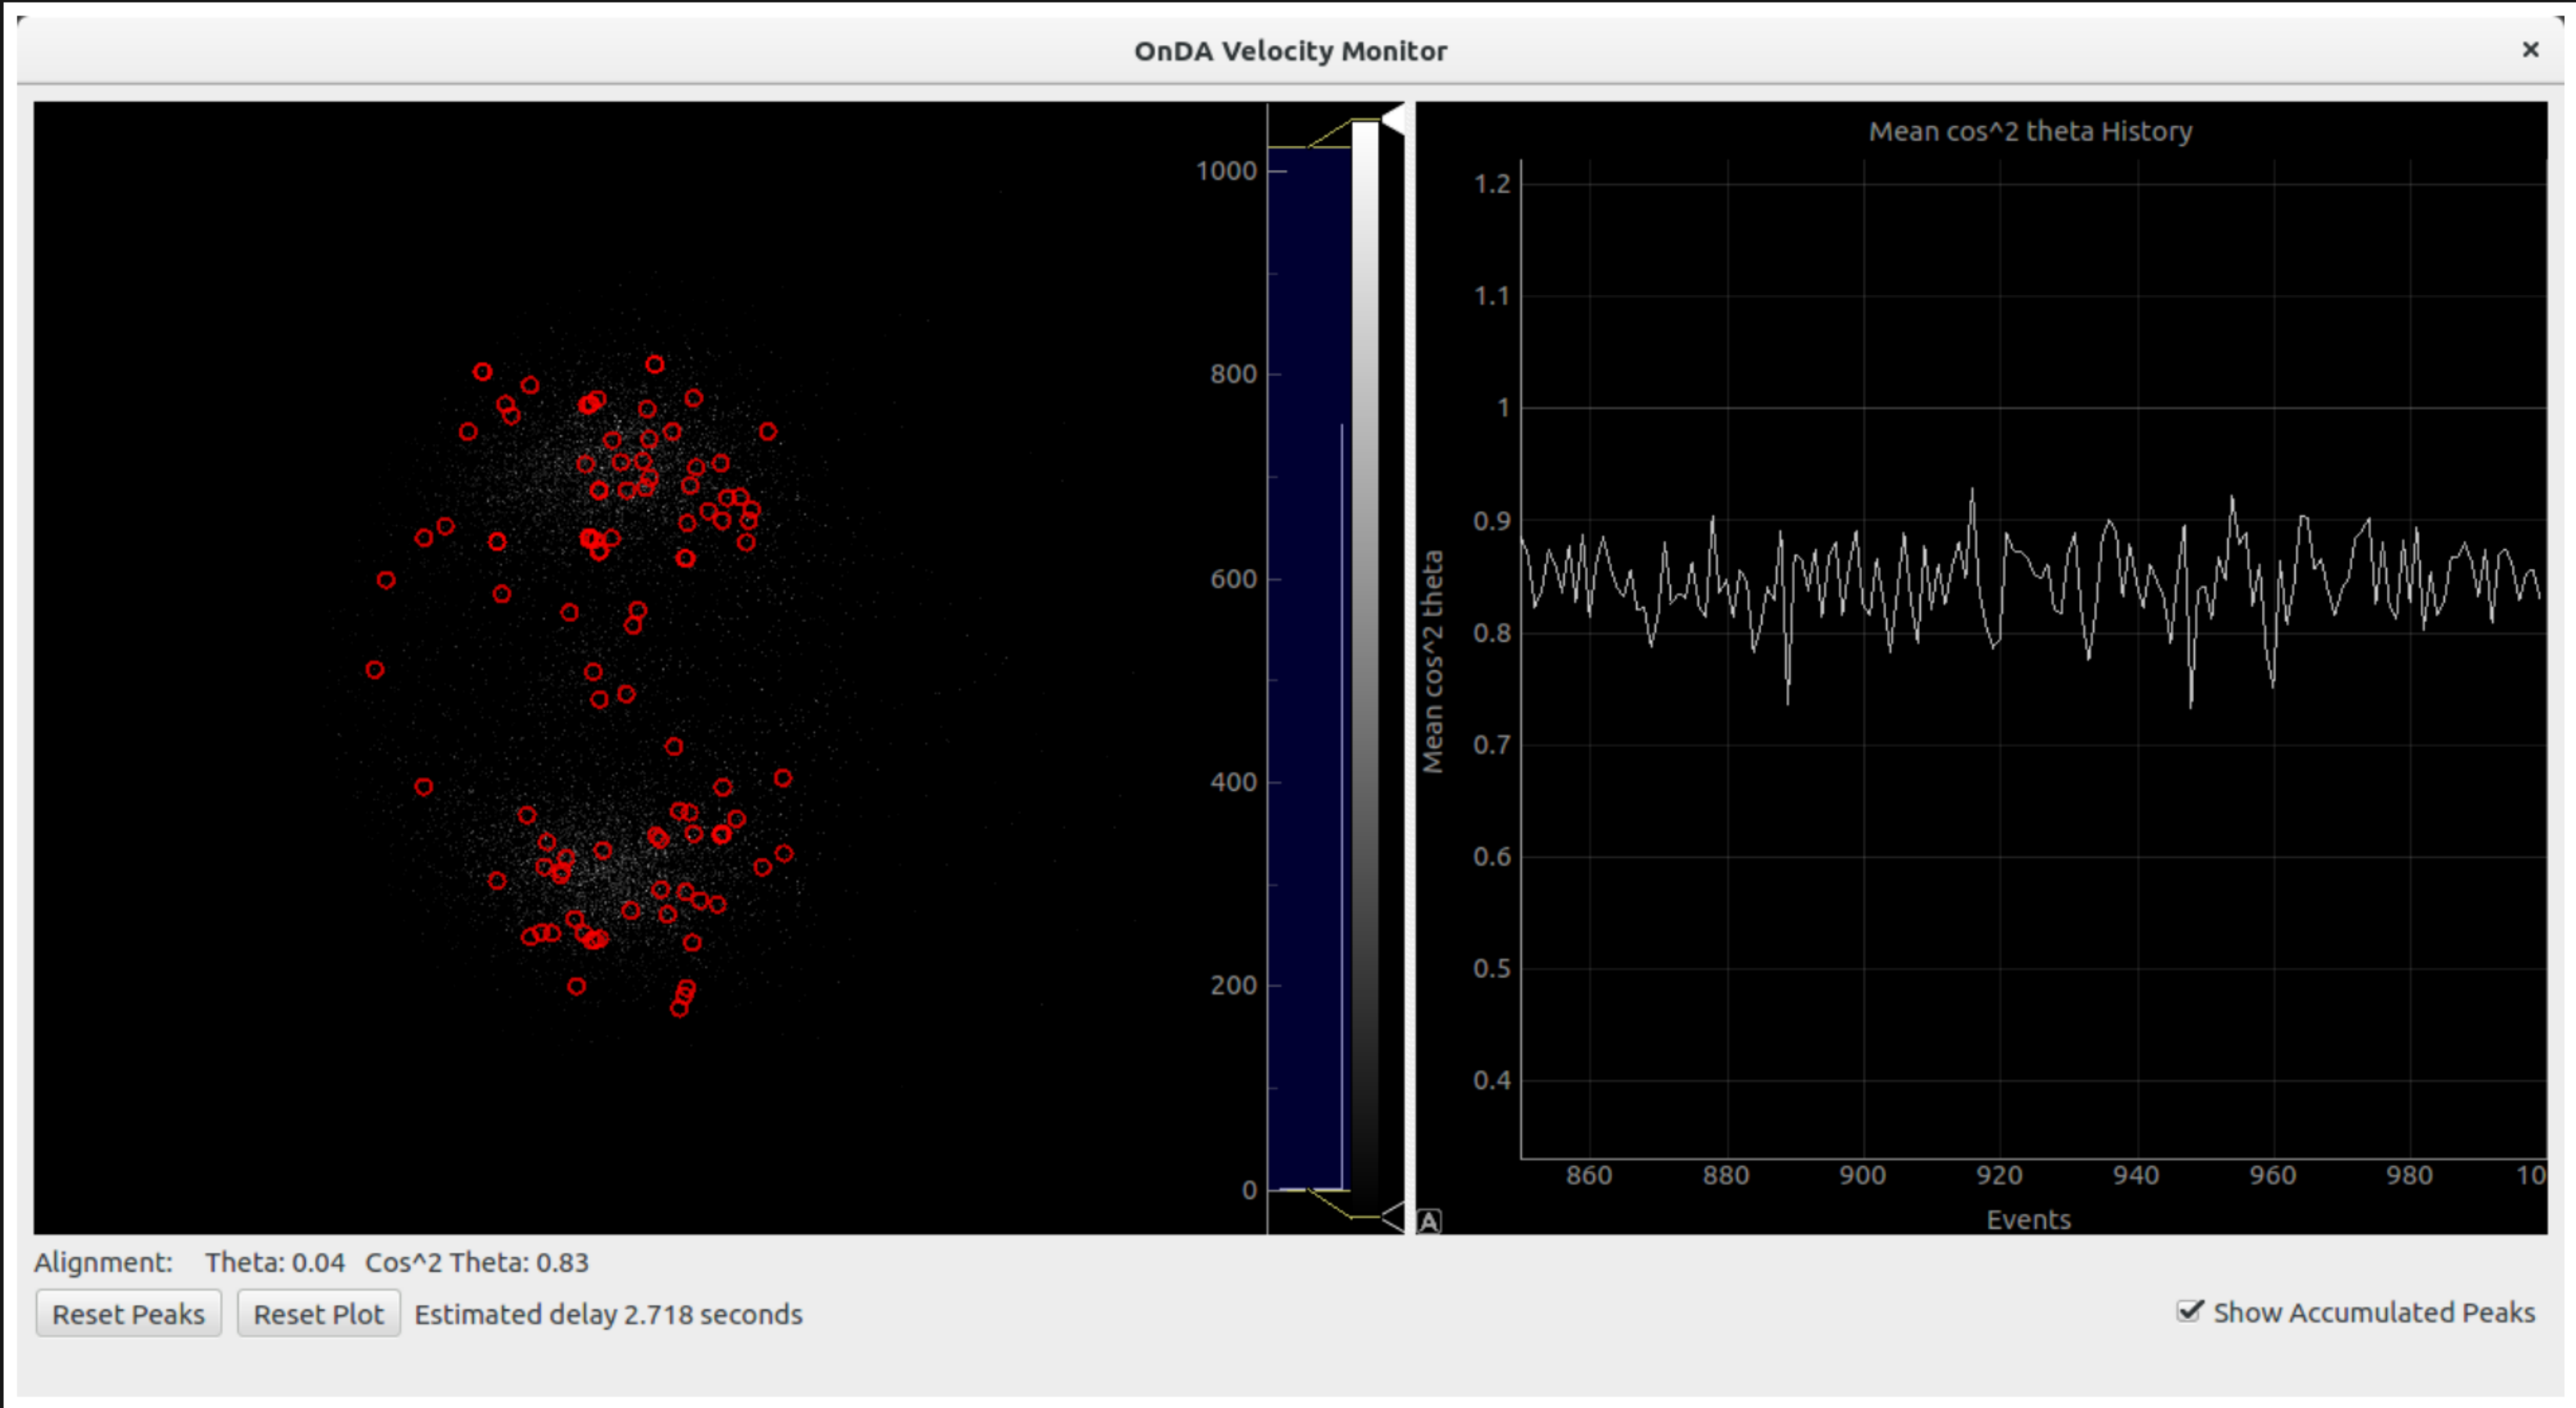 OnDA Velocity Monitor ×
1000
800
600
400
200
0
Mean cos^2 theta History
Mean cos^2 theta
1.2
1.1
1
0.9
0.8
0.7
0.6
0.5
0.4
860 880 900 920 940 960 980 10
Events
A
Alignment: Theta: 0.04 Cos^2 Theta: 0.83
Reset Peaks Reset Plot Estimated delay 2.718 seconds Show Accumulated Peaks